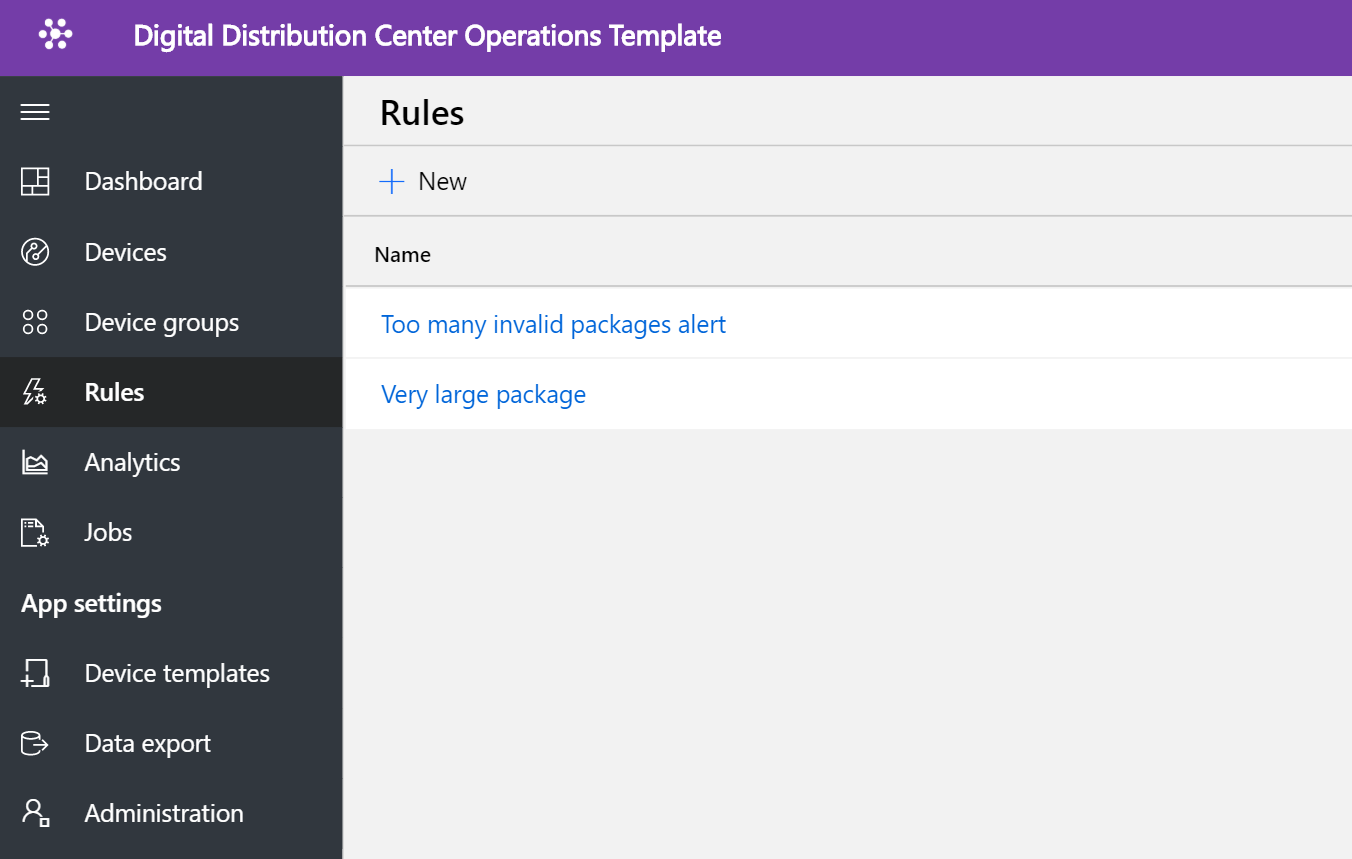 Digital Distribution Center Operations Template
Dashboard
Devices
Device groups
Rules
Analytics
Jobs
App settings
Device templates
Data export
Administration
Rules
New
Name
Too many invalid packages alert
Very large package